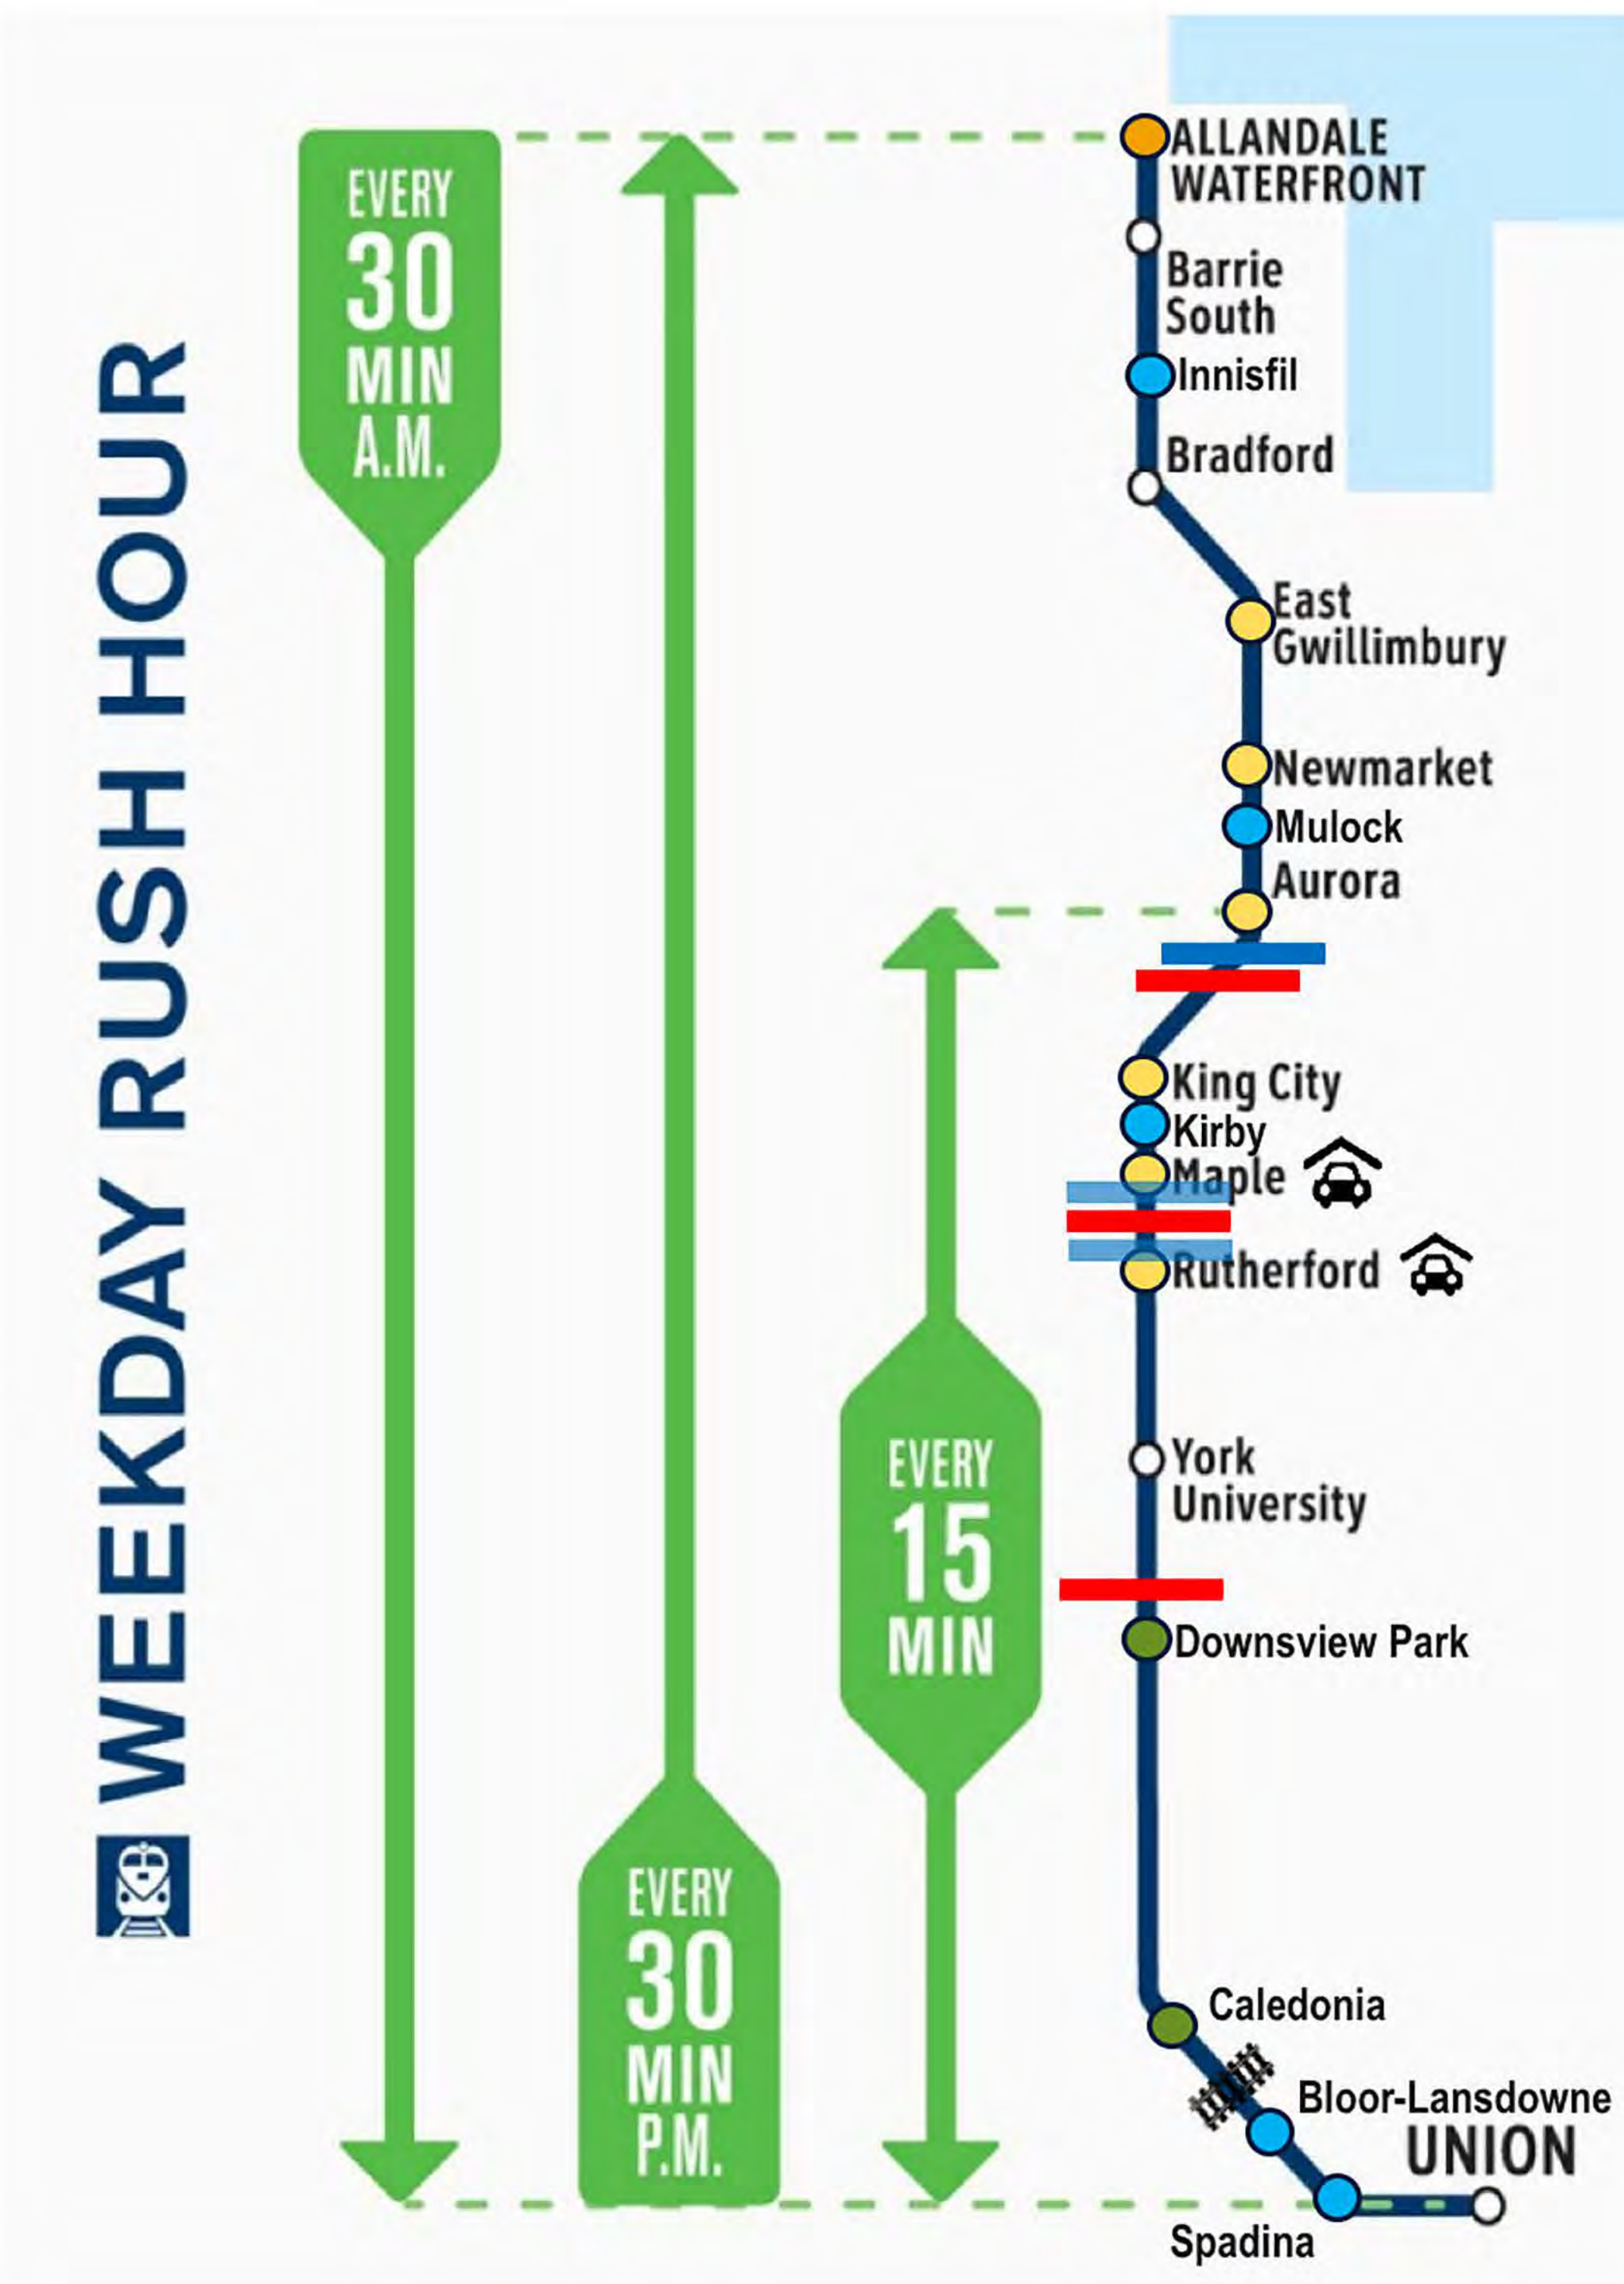 WEEKDAY RUSH HOUR
EVERY
30
MIN
A.M.
EVERY
30
MIN
P.M.
EVERY
15
MIN
ALLANDALE
WATERFRONT
Barrie
South
Innisfil
Bradford
East
Gwillimbury
Newmarket
Mulock
Aurora
King City
Kirby
Maple
Rutherford
York
University
Downsview Park
Caledonia
Bloor-Lansdowne
UNION
Spadina